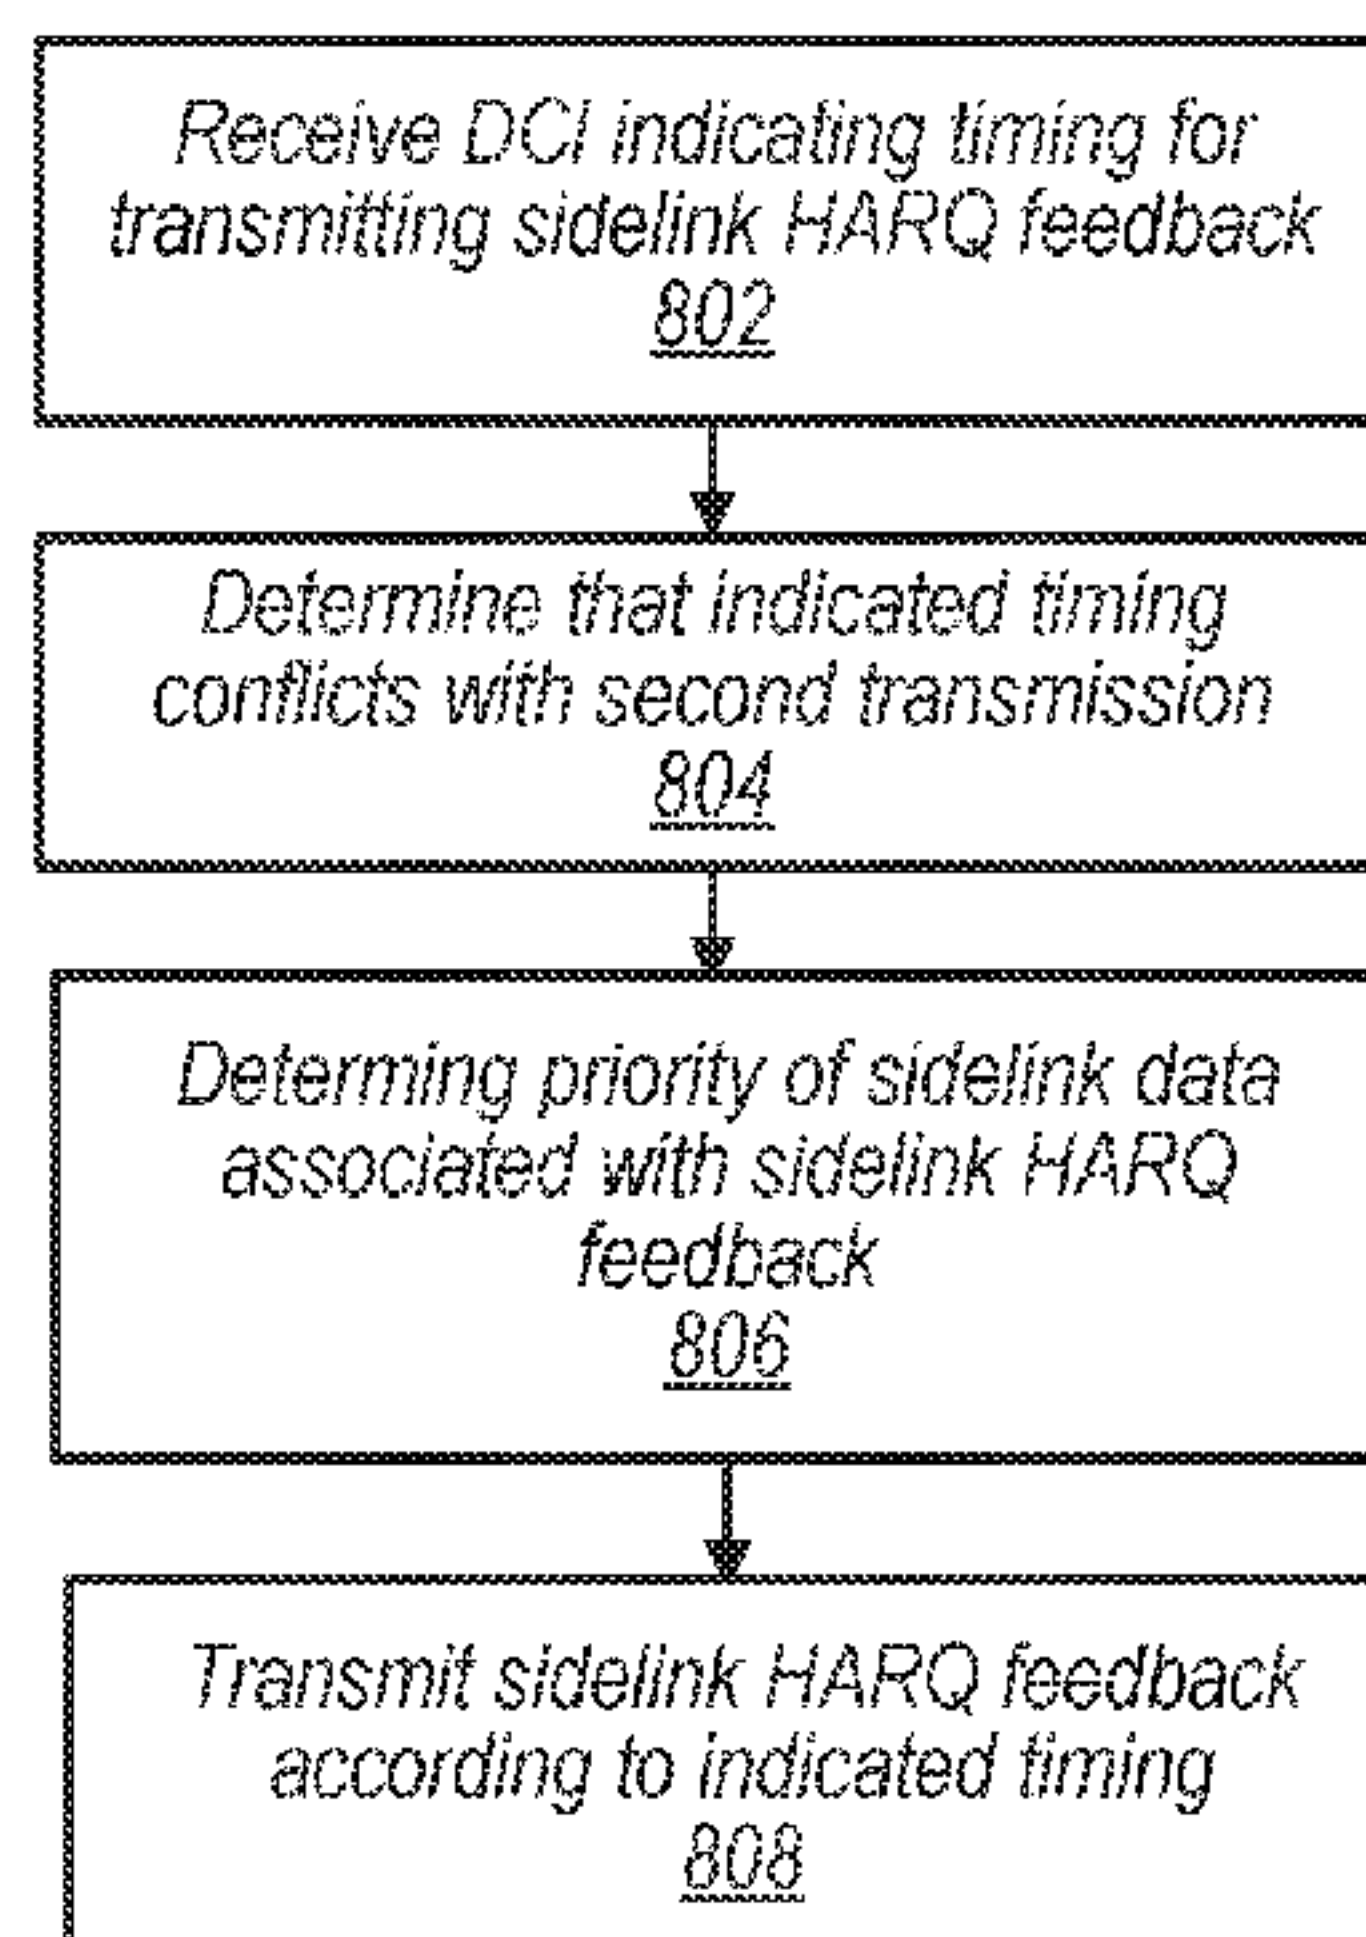 Receive DCI indicating timing for
transmitting sidelink HARQ feedback
802
Determine that indicated timing
conflicts with second transmission
804
Determing priority of sidelink data
associated with sidelink HARQ
feedback
806
Transmit sidelink HARQ feedback
according to indicated timing
808